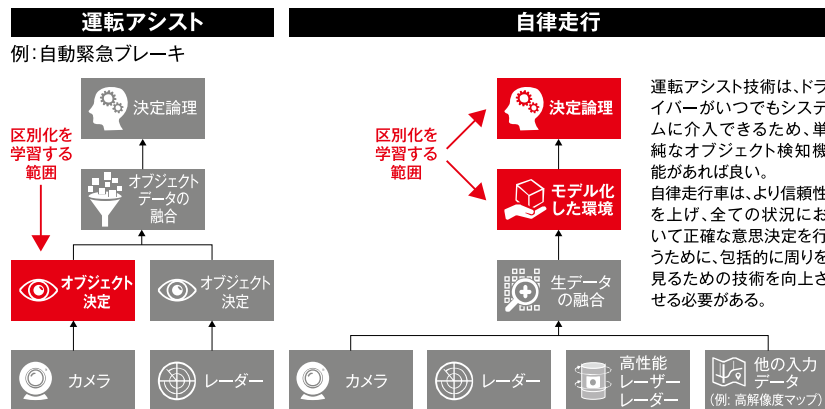 運転アシスト
例:自動緊急ブレーキ
決定論理
区別化を
学習する
範囲
オブジェクト
データの
融合
オブジェクト
決定
オブジェクト
決定
カメラ
レーダー
自律走行
決定論理
区別化を
学習する
範囲
モデル化
した環境
生データ
の融合
カメラ
レーダー
高性能
レーザー
レーダー
他の入力
データ
(例: 高解像度マップ)
運転アシスト技術は、ドラ
イバーがいつでもシステ
ムに介入できるため、単
純なオブジェクト検知機
能があれば良い。
自律走行車は、より信頼性
を上げ、全ての状況にお
いて正確な意思決定を行
うために、包括的に周りを
見るための技術を向上さ
せる必要がある。